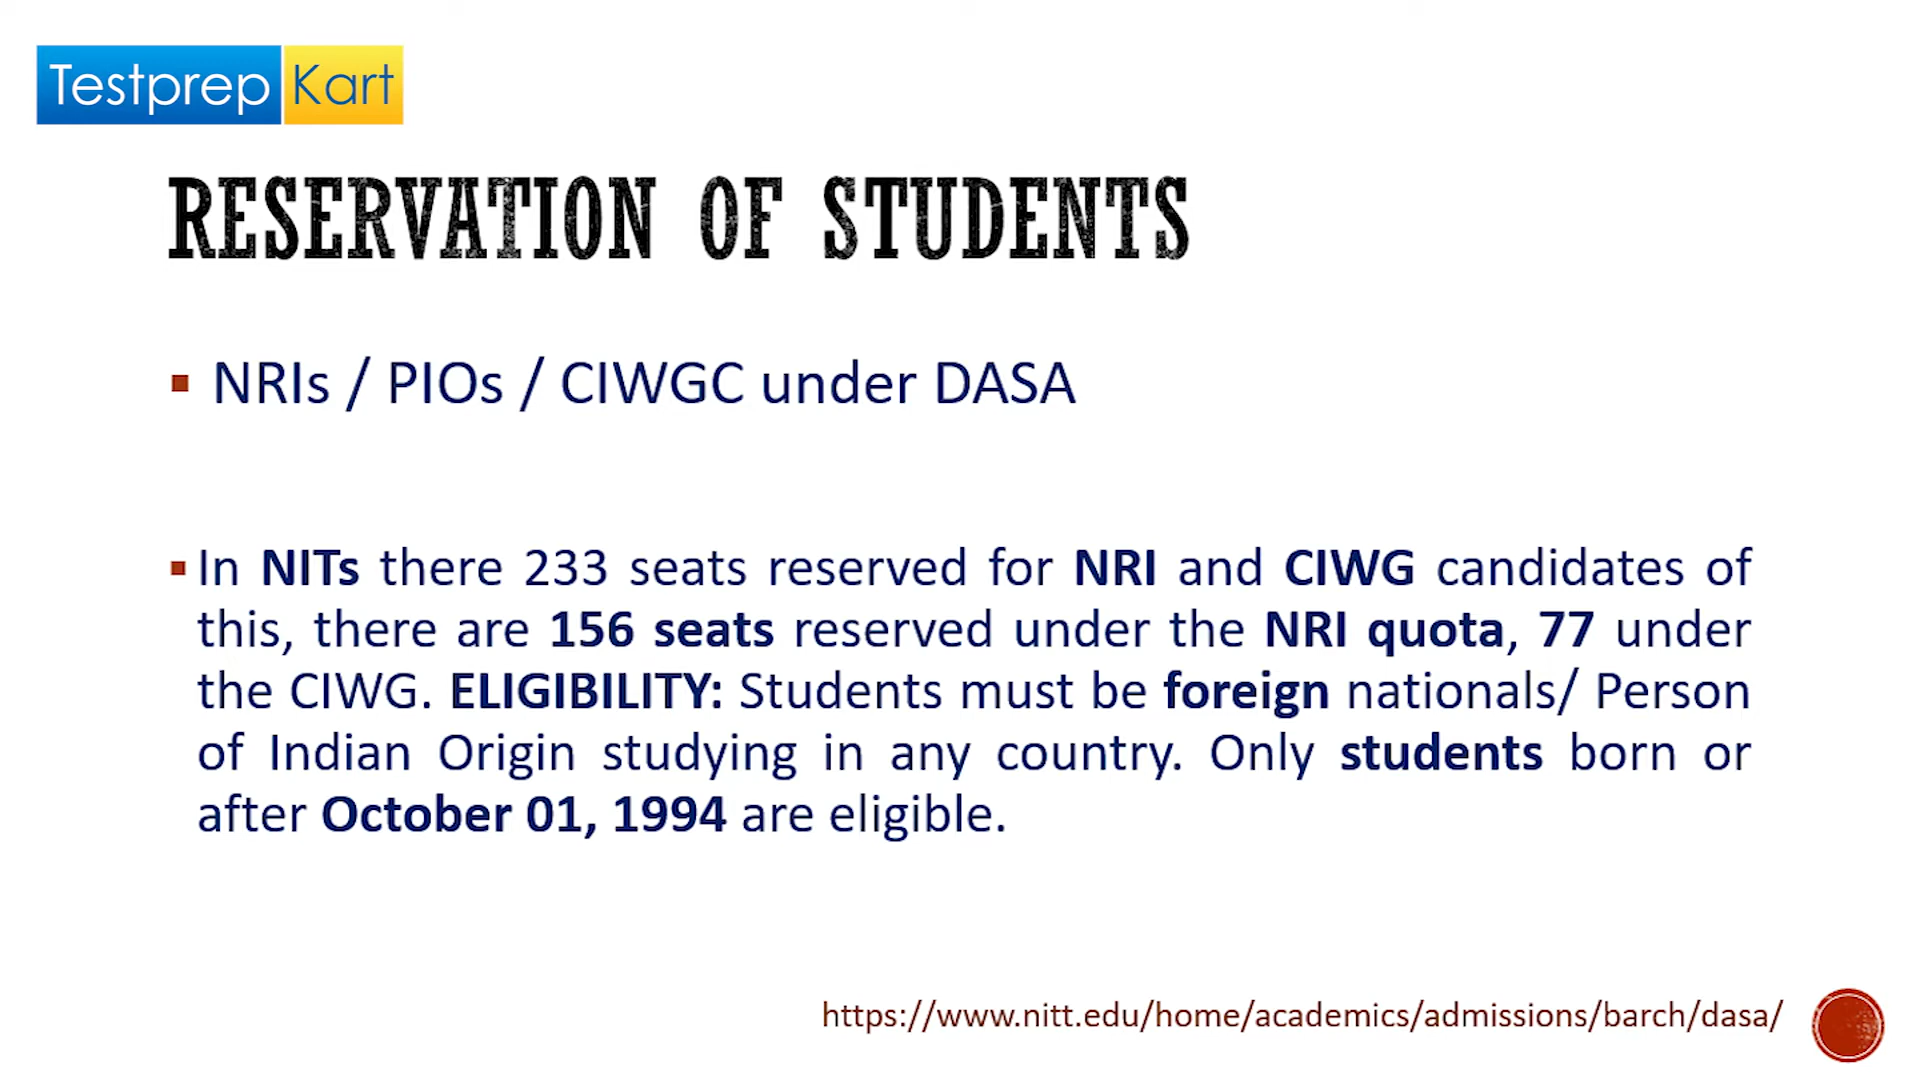 Testprep Kart
RESERVATION OF STUDENTS
▪ NRIs / PIOs / CIWGC under DASA
▪ In NITs there 233 seats reserved for NRI and CIWG candidates of
this, there are 156 seats reserved under the NRI quota, 77 under
the CIWG. ELIGIBILITY: Students must be foreign nationals/ Person
of Indian Origin studying in any country. Only students born or
after October 01, 1994 are eligible.
https://www.nitt.edu/home/academics/admissions/barch/dasa/